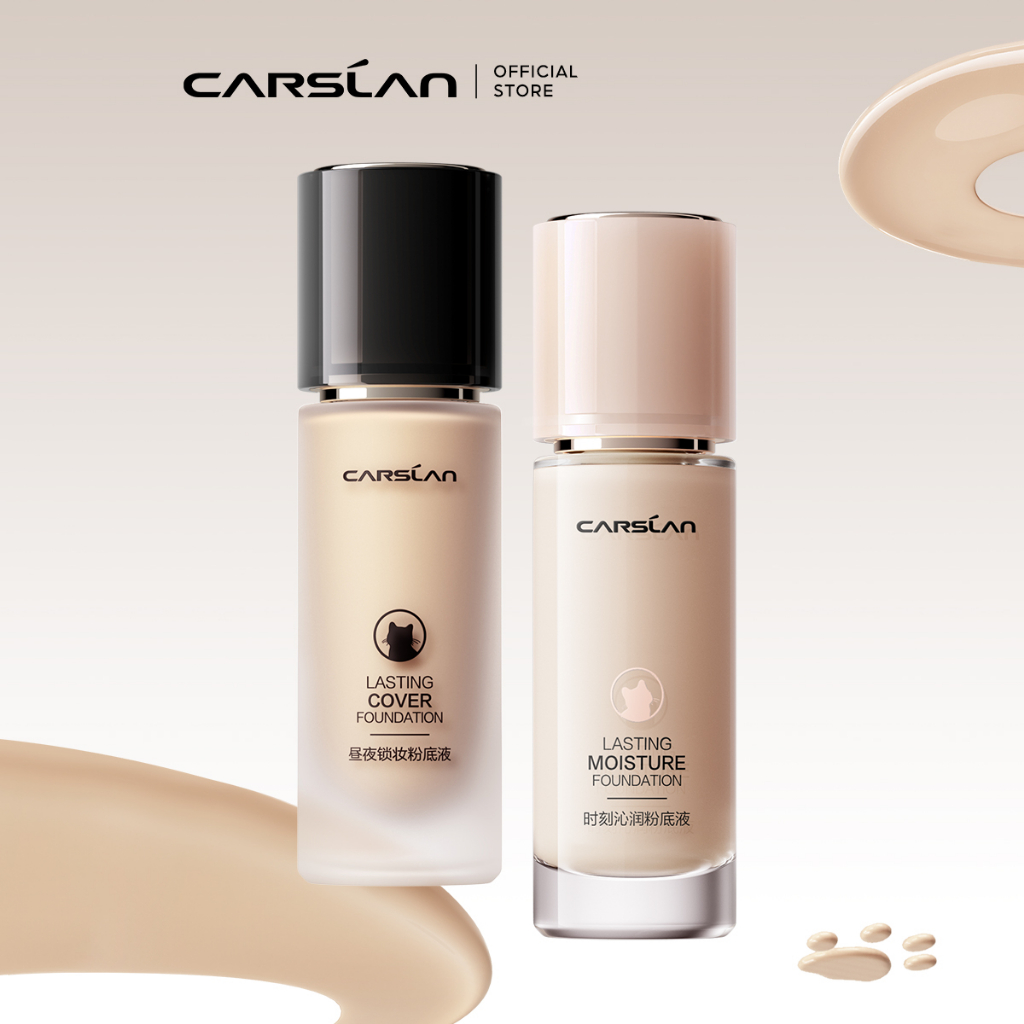 CARSLAN
OFFICIAL
STORE
CARSLAN
LASTING
COVER
FOUNDATION
昼夜锁妆粉底液
CARSLAN
LASTING
MOISTURE
FOUNDATION
时刻沁润粉底液